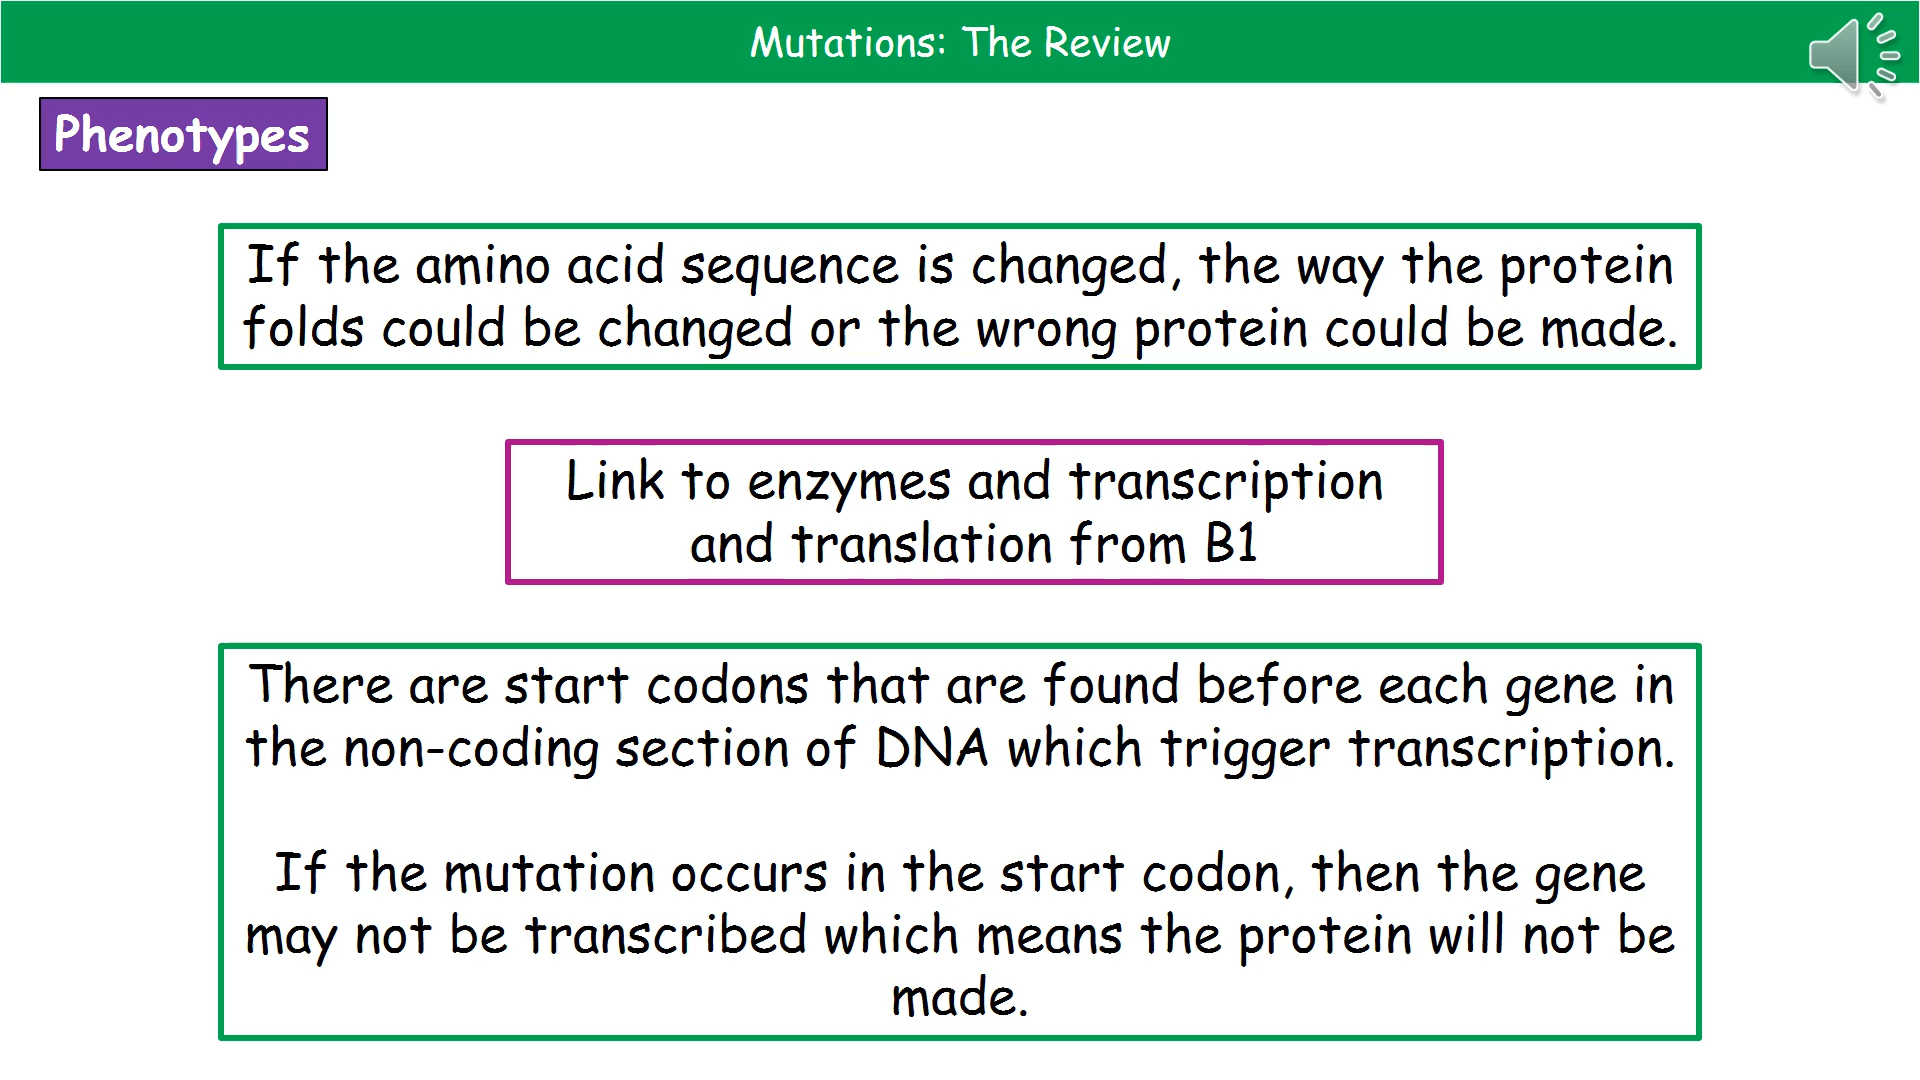 Mutations: The Review
Phenotypes
If the amino acid sequence is changed, the way the protein
folds could be changed or the wrong protein could be made.
Link to enzymes and transcription
and translation from B1
There are start codons that are found before each gene in
the non-coding section of DNA which trigger transcription.
If the mutation occurs in the start codon, then the gene
may not be transcribed which means the protein will not be
made.